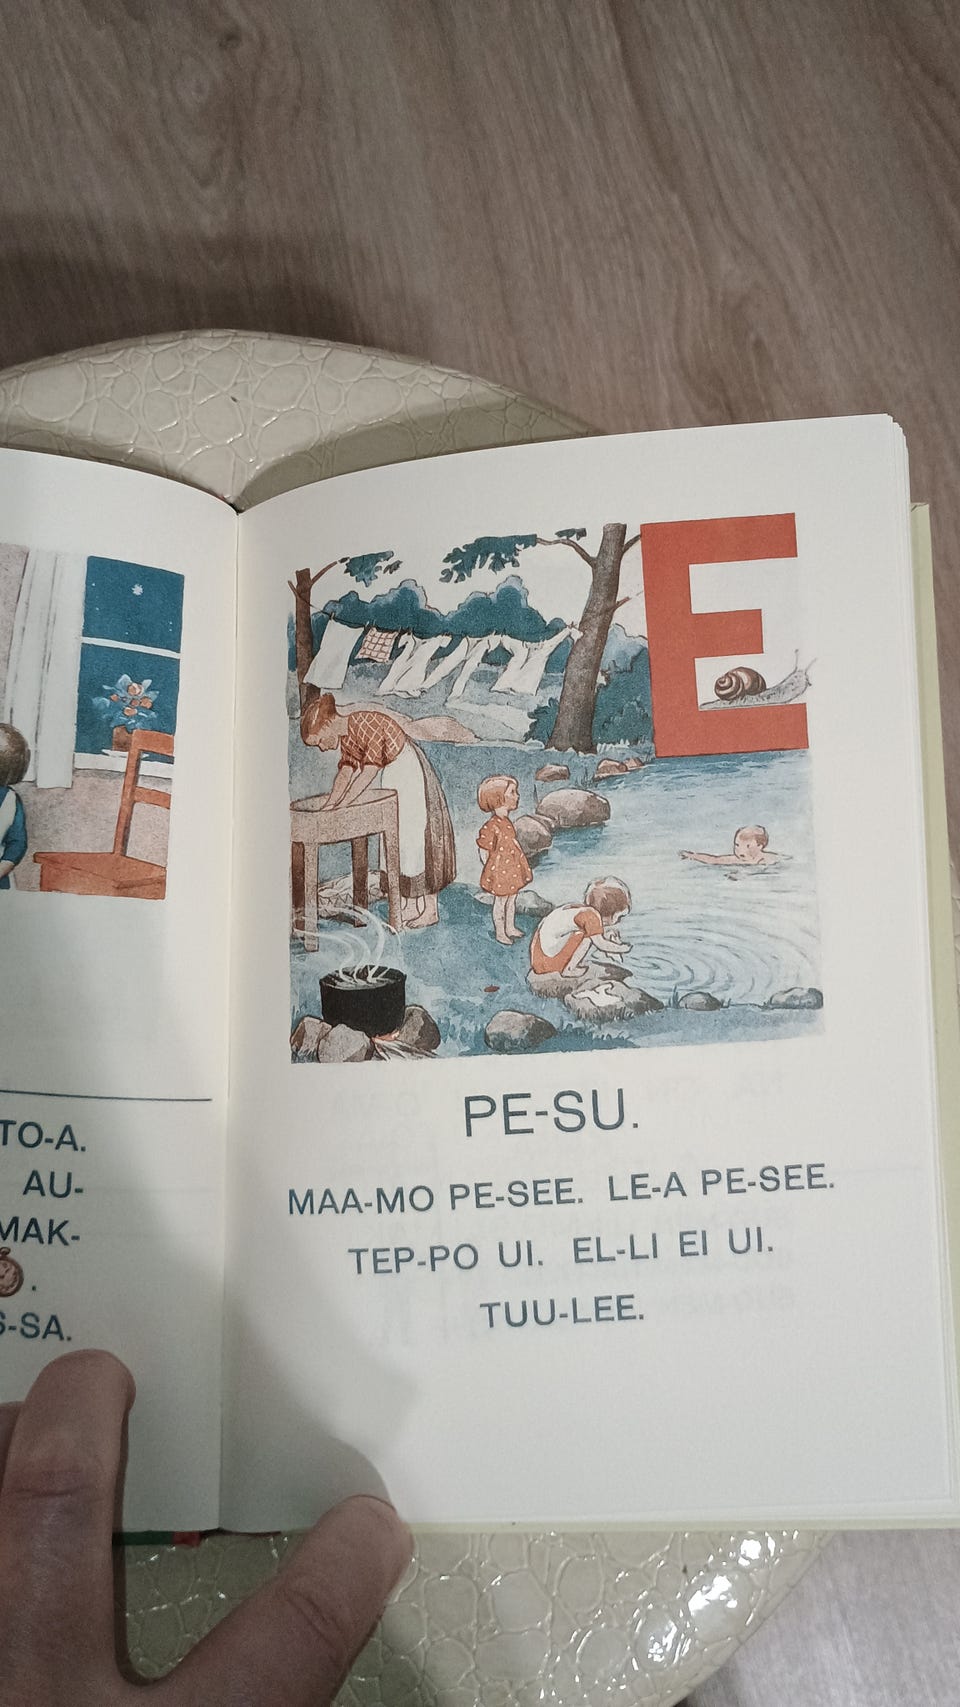 TO-A.
AU-
MAK-
.
S-SA.
E
PE-SU.
MAA-MO PE-SEE. LE-A PE-SEE.
TEP-PO UI. EL-LI EI UI.
TUU-LEE.